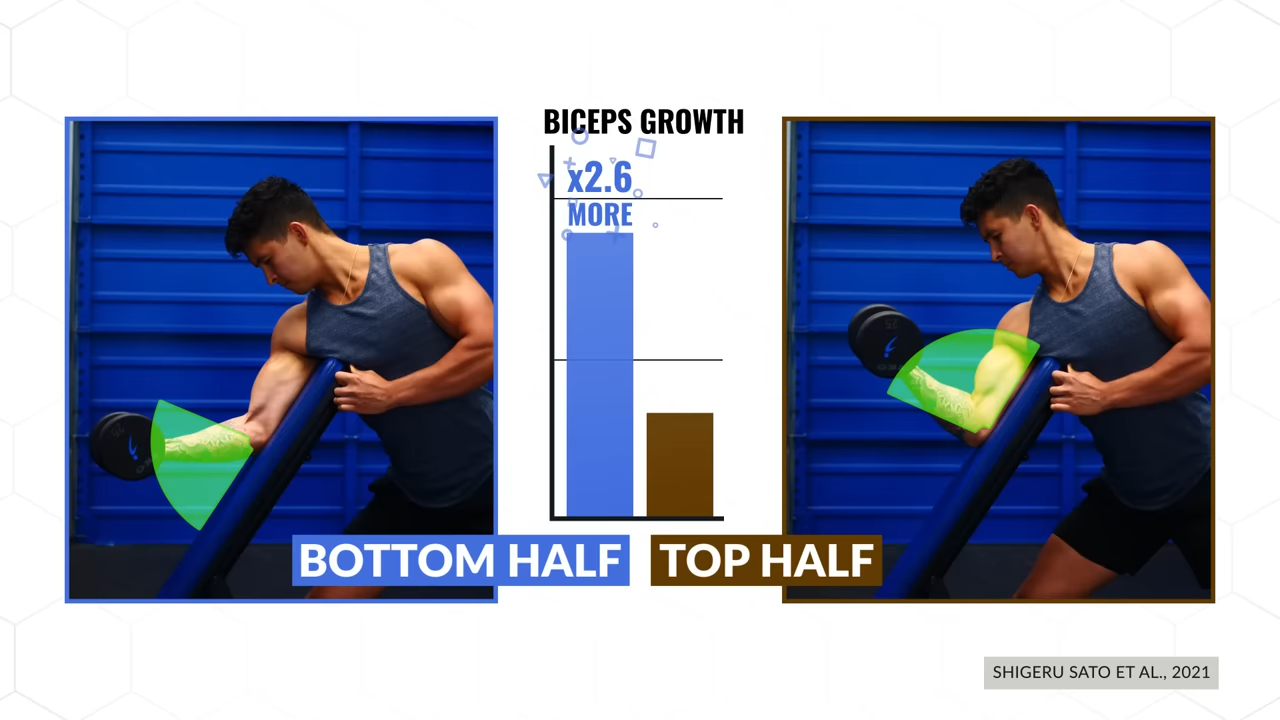 BICEPS GROWTH
x2.6
MORE
BOTTOM HALF
TOP HALF
SHIGERU SATO ET AL., 2021